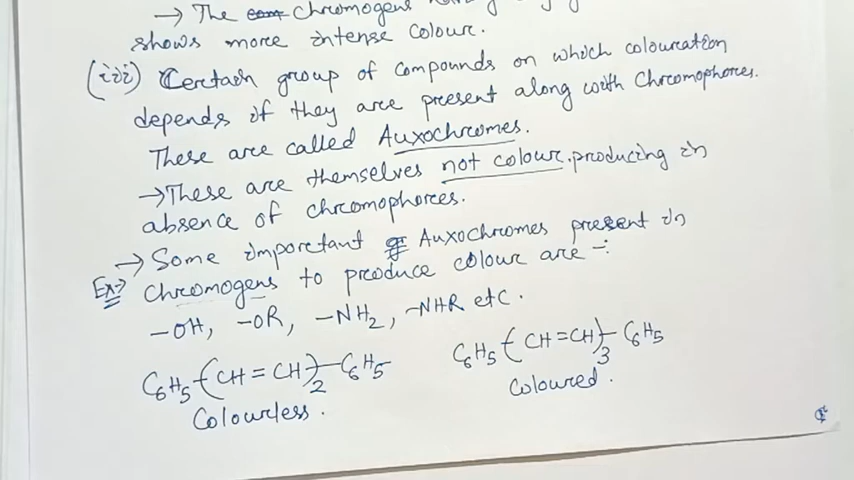 → The Chromogens
shows more intense colour.
(iii) Certain group of compounds on which colouration
depends if they are present along with Chromophores.
These are called Auxochromes.
→ These are themselves not colour producing in
absence of chromophores.
→ Some important Auxochromes present in
Ex→ Chromogens to produce colour are -:
-OH, -OR, -NH₂, -NHR etc.
C₆H₅-(CH=CH)₂-C₆H₅ C₆H₅-(CH=CH)₃-C₆H₅
Colourless. Coloured.